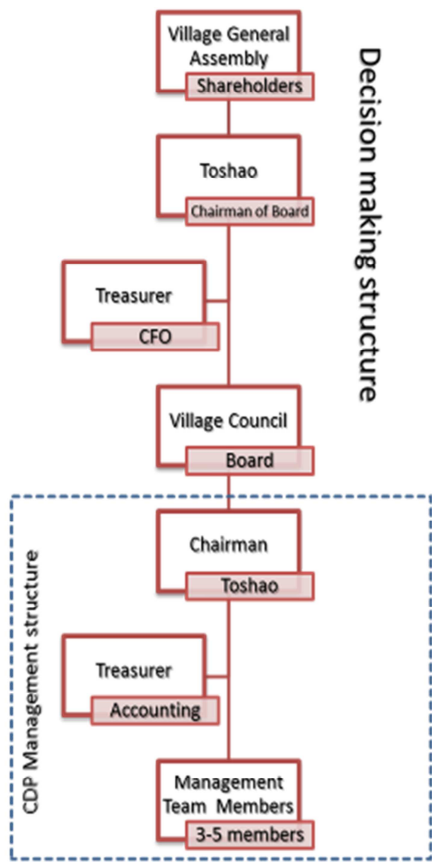 Village General
Assembly
Shareholders
Decision making structure
Toshao
Chairman of Board
Treasurer
CFO
Village Council
Board
CDP Management structure
Chairman
Toshao
Treasurer
Accounting
Management
Team Members
3-5 members